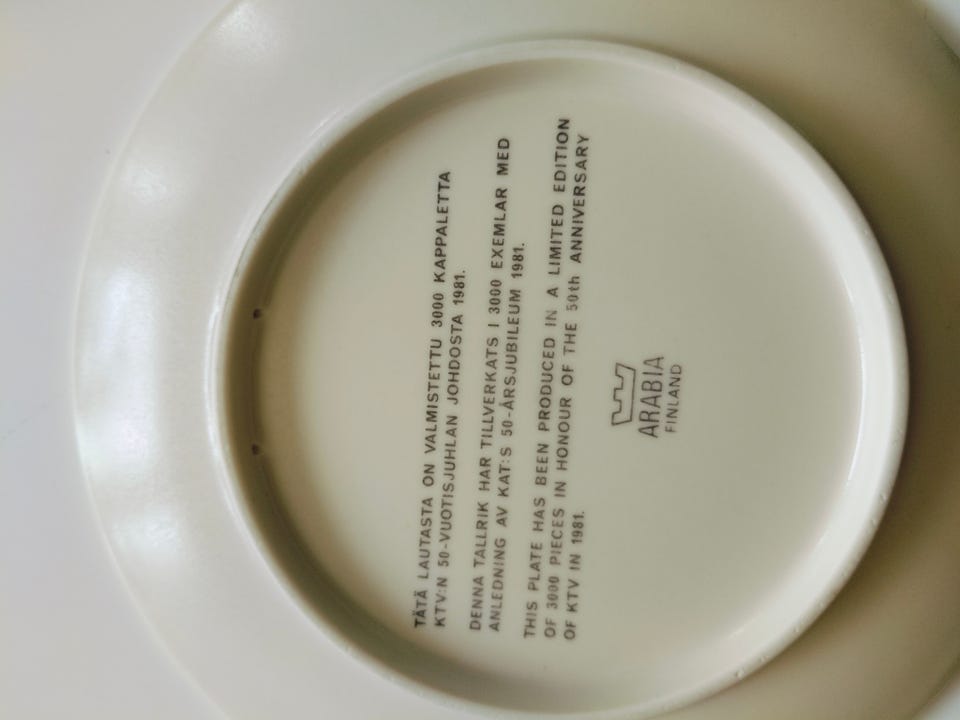 TÄTÄ LAUTASTA ON VALMISTETTU 3000 KAPPALETTA
KTV:N 50-VUOTISJUHLAN JOHDOSTA 1981.
DENNA TALLRIK HAR TILLVERKATS I 3000 EXEMLAR MED
ANLEDNING AV KAT:S 50-ÅRSJUBILEUM 1981.
THIS PLATE HAS BEEN PRODUCED IN A LIMITED EDITION
OF 3000 PIECES IN HONOUR OF THE 50th ANNIVERSARY
OF KTV IN 1981.
ARABIA
FINLAND